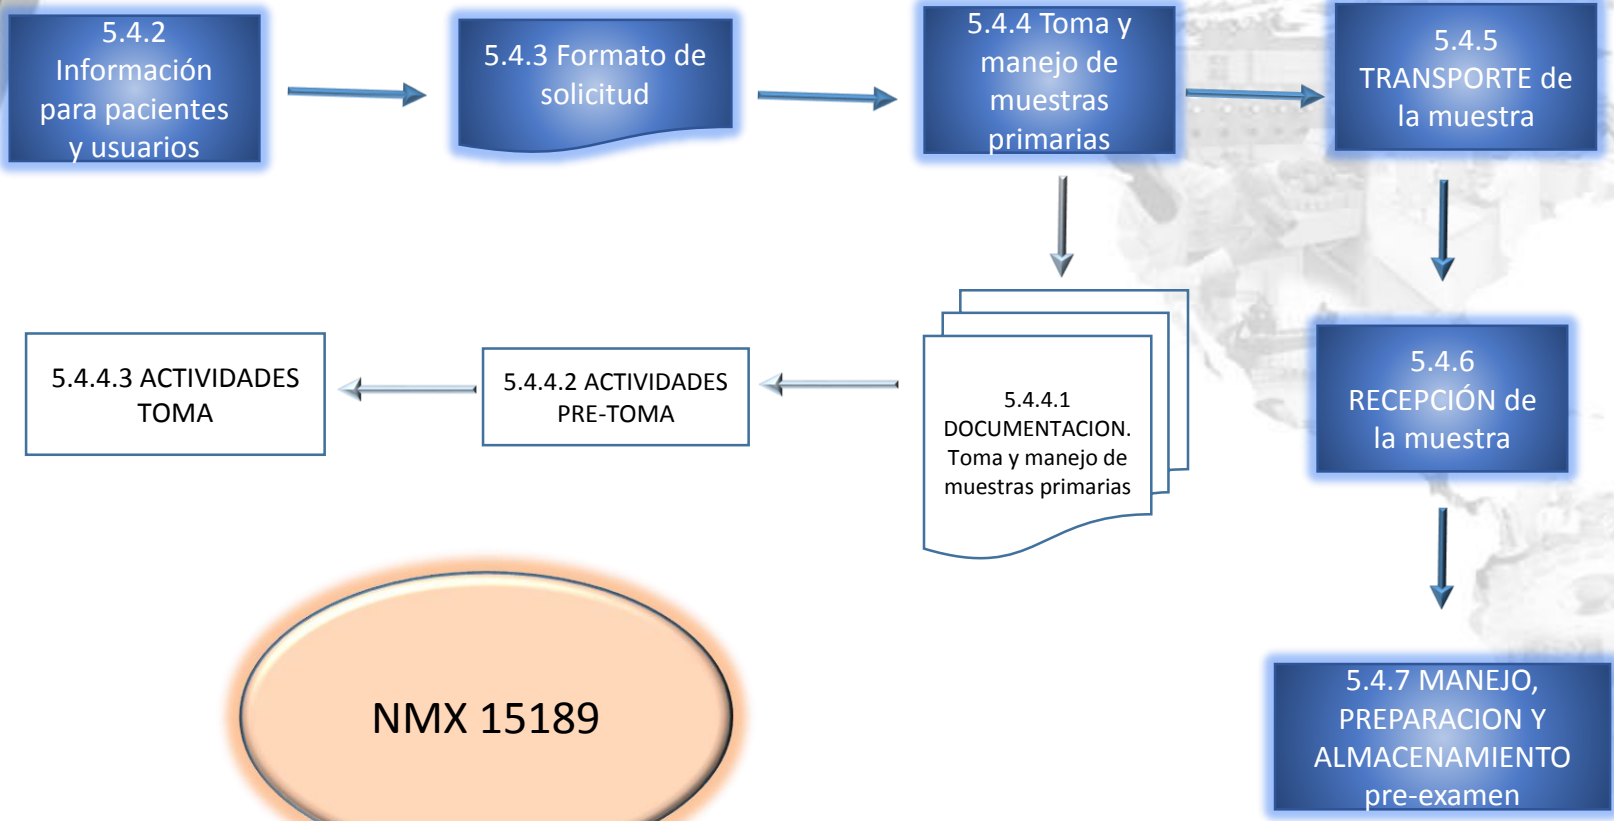 5.4.2
Información
para pacientes
y usuarios
5.4.3 Formato de
solicitud
5.4.4 Toma y
manejo de
muestras
primarias
5.4.5
TRANSPORTE de
la muestra
5.4.4.3 ACTIVIDADES
TOMA
5.4.4.2 ACTIVIDADES
PRE-TOMA
5.4.4.1
DOCUMENTACION.
Toma y manejo de
muestras primarias
5.4.6
RECEPCIÓN de
la muestra
NMX 15189
5.4.7 MANEJO,
PREPARACION Y
ALMACENAMIENTO
pre-examen